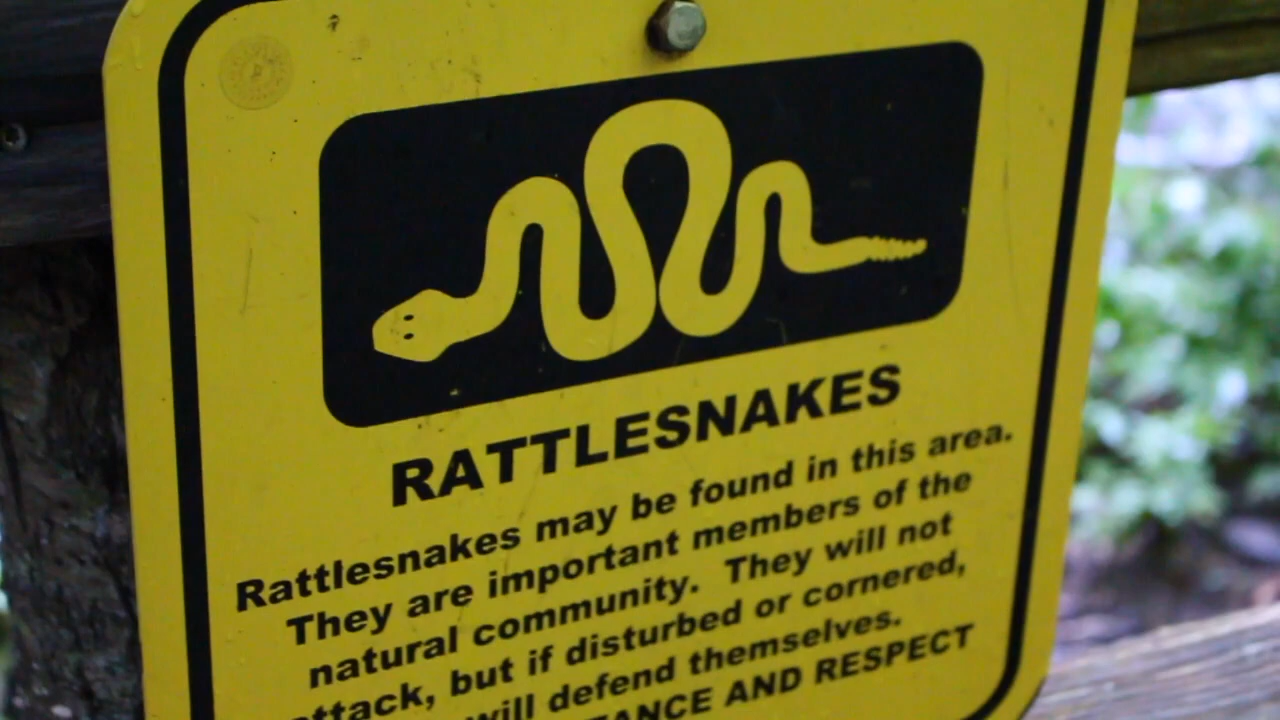 RATTLESNAKES
Rattlesnakes may be found in this area.
They are important members of the
natural community. They will not
attack, but if disturbed or cornered,
will defend themselves.
AND RESPECT